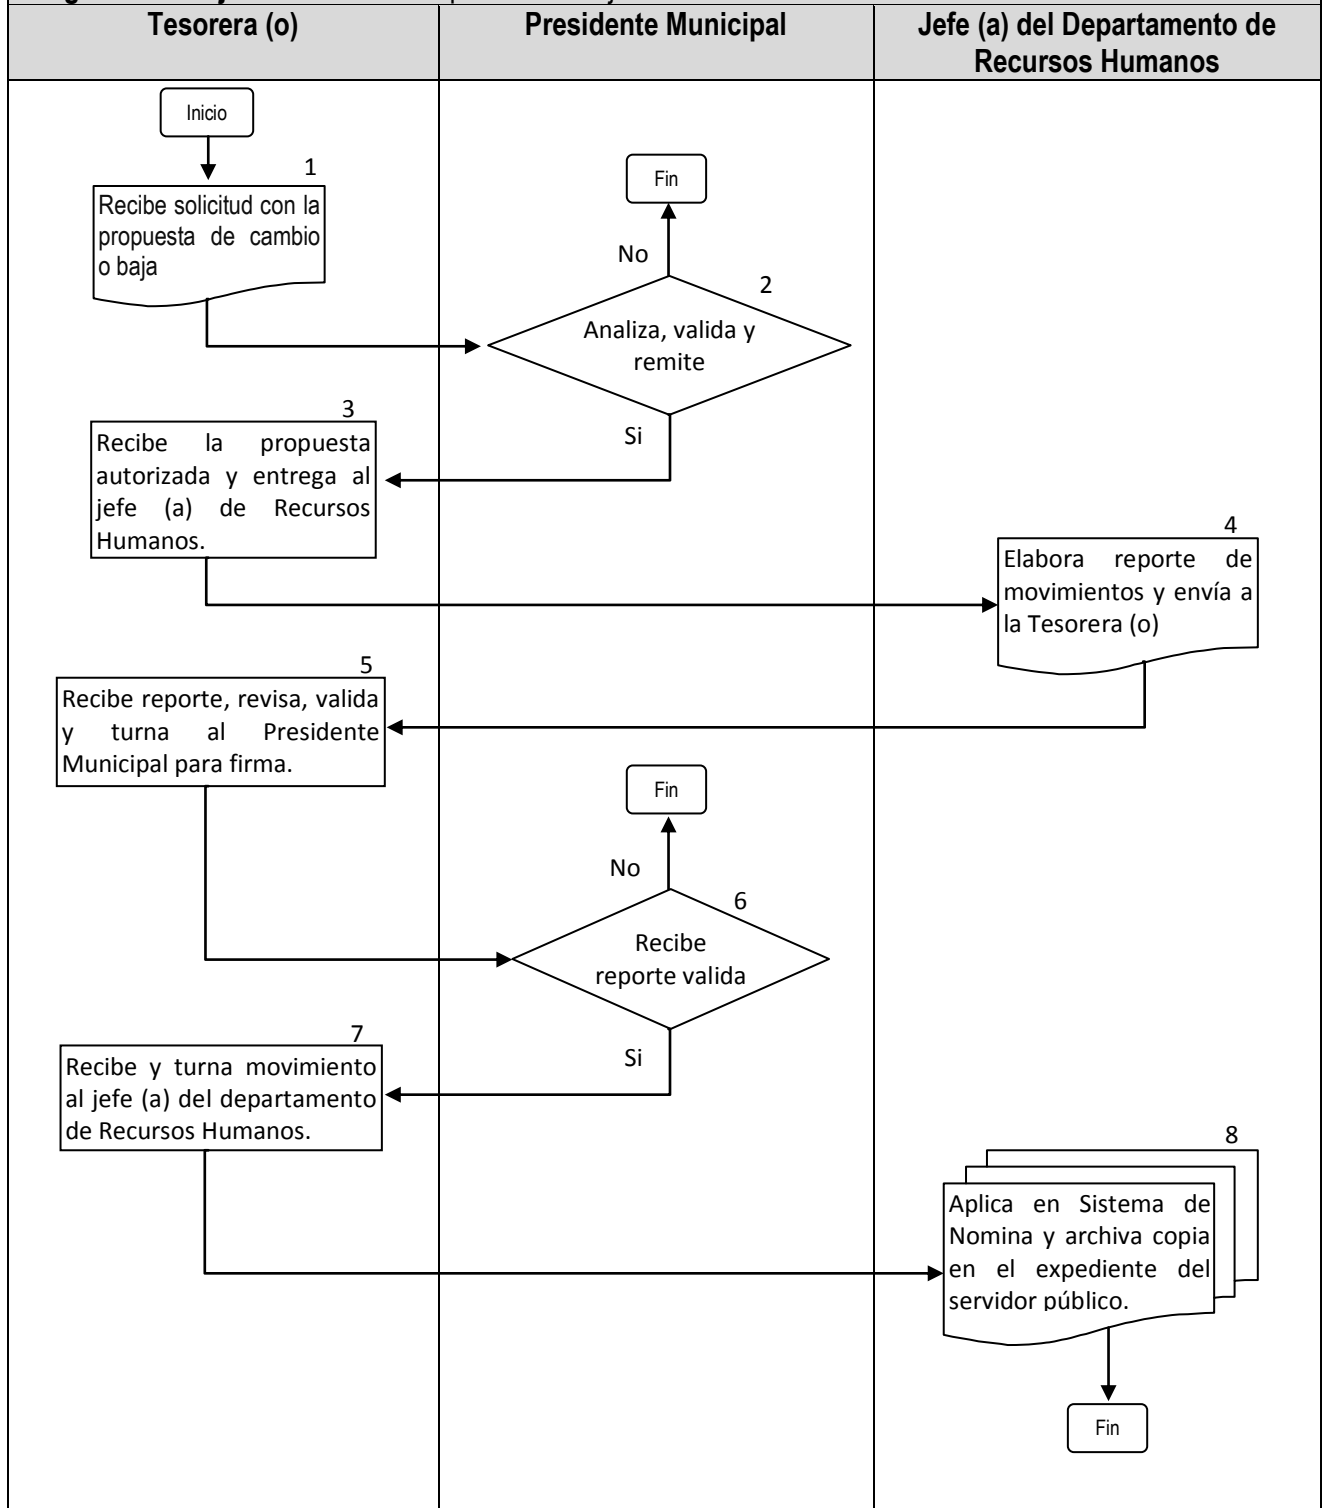 Tesorera (o)
Presidente Municipal
Jefe (a) del Departamento de
Recursos Humanos
Inicio
1
Recibe solicitud con la
propuesta de cambio
o baja
Fin
No
2
Analiza, valida y
remite
Si
3
Recibe la propuesta
autorizada y entrega al
jefe (a) de Recursos
Humanos.
4
Elabora reporte de
movimientos y envía a
la Tesorera (o)
5
Recibe reporte, revisa, valida
y turna al Presidente
Municipal para firma.
Fin
No
6
Recibe
reporte valida
Si
7
Recibe y turna movimiento
al jefe (a) del departamento
de Recursos Humanos.
8
Aplica en Sistema de
Nomina y archiva copia
en el expediente del
servidor público.
Fin